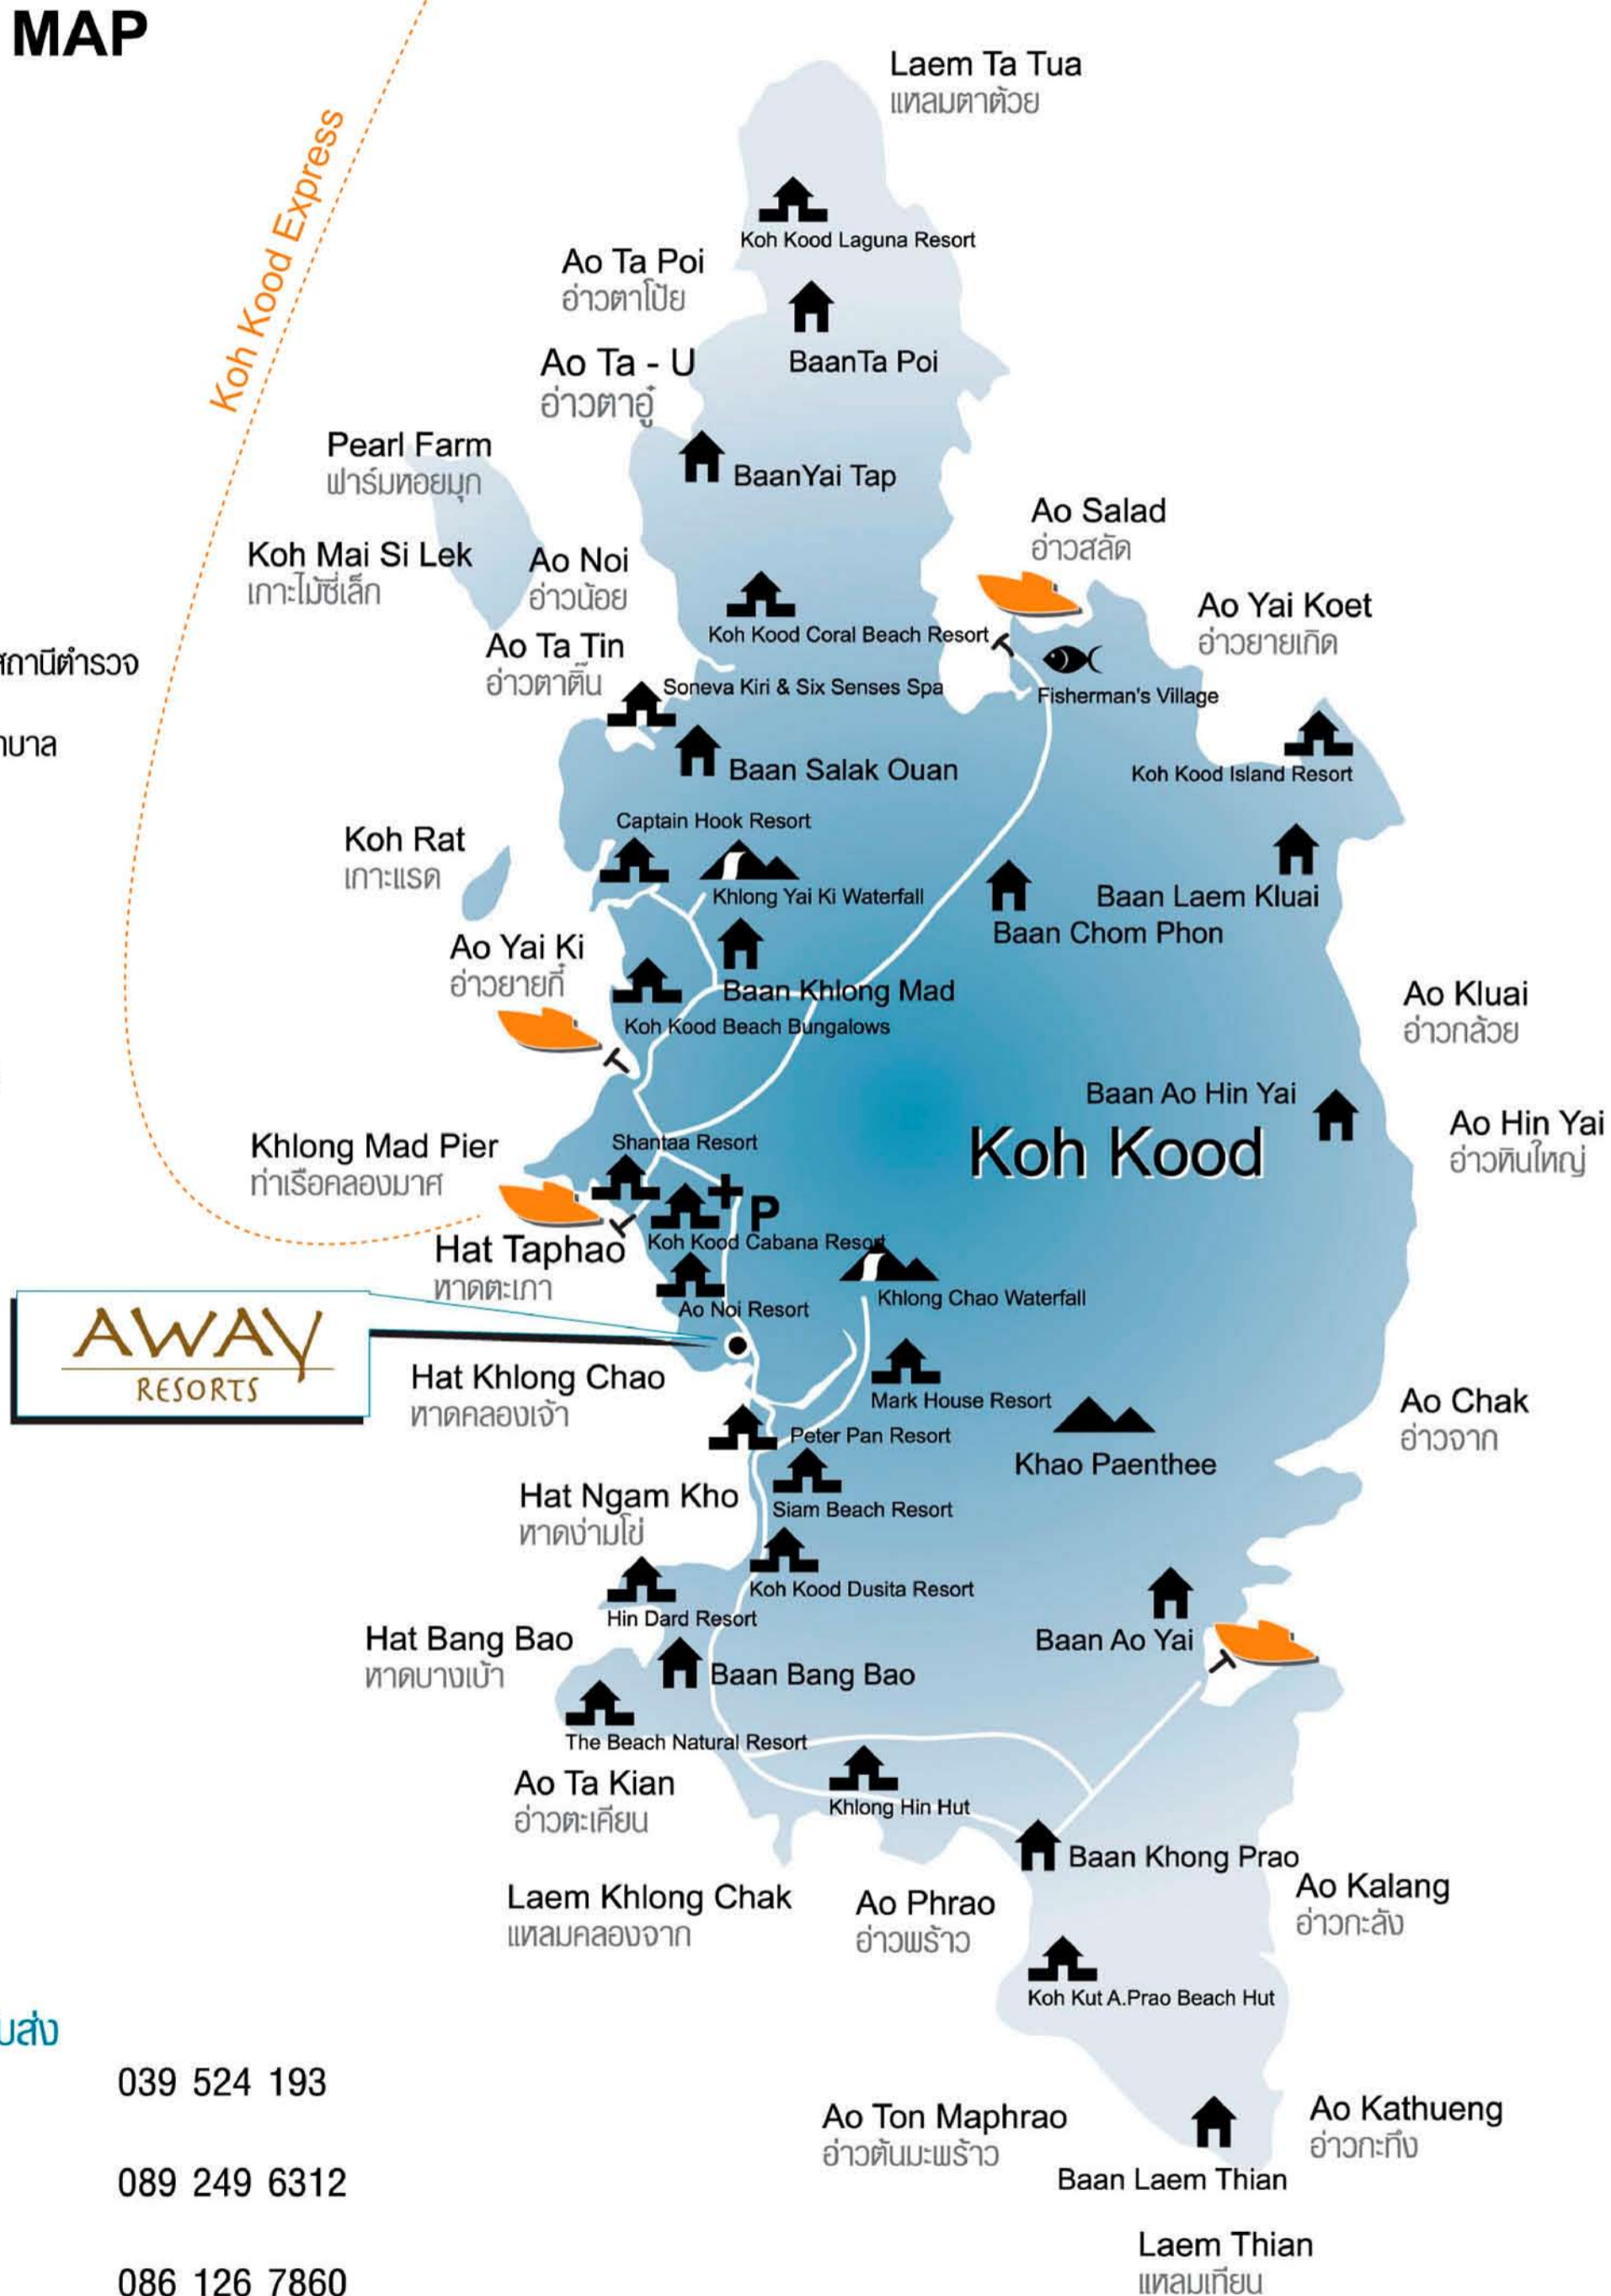 MAP
Koh Kood Express
Laem Ta Tua
แหลมตาต้วย
Koh Kood Laguna Resort
Ao Ta Poi
อ่าวตาโป้ย
BaanTa Poi
Ao Ta - U
อ่าวตาอู๋
Pearl Farm
ฟาร์มหอยมุก
BaanYai Tap
Ao Salad
อ่าวสลัด
Koh Mai Si Lek
เกาะไม้ซี้เล็ก
Ao Noi
อ่าวน้อย
Ao Yai Koet
อ่าวยายเกิด
Koh Kood Coral Beach Resort
Ao Ta Tin
อ่าวตาติ๊น
สถานีตำรวจ
Soneva Kiri & Six Senses Spa
Fisherman's Village
Baan Salak Ouan
Koh Kood Island Resort
Captain Hook Resort
Koh Rat
เกาะแรด
Khlong Yai Ki Waterfall
Baan Laem Kluai
Baan Chom Phon
Ao Yai Ki
อ่าวยายกี๋
Baan Khlong Mad
Ao Kluai
อ่าวกล้วย
Koh Kood Beach Bungalows
Baan Ao Hin Yai
Ao Hin Yai
อ่าวหินใหญ่
Koh Kood
Khlong Mad Pier
ท่าเรือคลองมาศ
Shantaa Resort
P
Koh Kood Cabana Resort
Hat Taphao
หาดตะเภา
Khlong Chao Waterfall
Ao Noi Resort
AWAY
RESORTS
Hat Khlong Chao
หาดคลองเจ้า
Mark House Resort
Ao Chak
อ่าวจาก
Peter Pan Resort
Khao Paenthee
Hat Ngam Kho
หาดง่ามโข่
Siam Beach Resort
Koh Kood Dusita Resort
Hin Dard Resort
Hat Bang Bao
หาดบางเบ้า
Baan Ao Yai
Baan Bang Bao
The Beach Natural Resort
Ao Ta Kian
อ่าวตะเคียน
Khlong Hin Hut
Baan Khong Prao
Laem Khlong Chak
แหลมคลองจาก
Ao Phrao
อ่าวพร้าว
Ao Kalang
อ่าวกะลัง
Koh Kut A.Prao Beach Hut
039 524 193
Ao Ton Maphrao
อ่าวต้นมะพร้าว
Ao Kathueng
อ่าวกะทึง
Baan Laem Thian
089 249 6312
Laem Thian
แหลมเทียน
086 126 7860